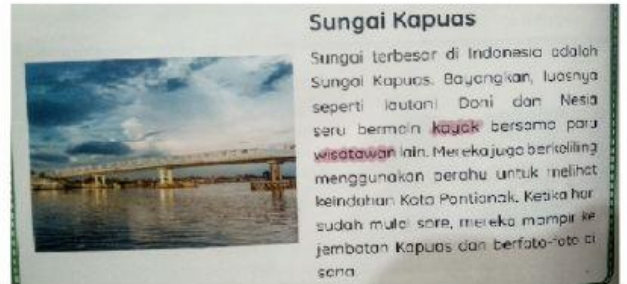 Sungai Kapuas
Sungai terbesar di Indonesia adalah
Sungai Kapuas. Bayangkan, luasnya
seperti lautan! Doni dan Nesia
seru bermain kayak bersama para
wisatawan lain. Mereka juga berkeliling
menggunakan perahu untuk melihat
keindahan Kota Pontianak. Ketika hari
sudah mulai sore, mereka mampir ke
jembatan Kapuas dan berfoto-foto di
sana.